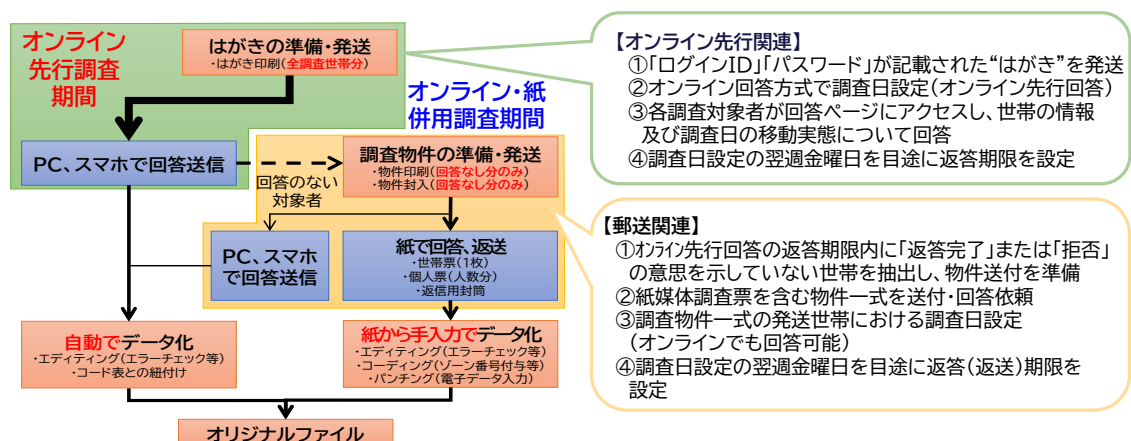 オンライン
先行調査
期間
はがきの準備・発送
・はがき印刷(全調査世帯分)
オンライン・紙
併用調査期間
PC、スマホで回答送信
回答のない
対象者
調査物件の準備・発送
・物件印刷(回答なし分のみ)
・物件封入(回答なし分のみ)
PC、スマホ
で回答送信
紙で回答、返送
・世帯票(1枚)
・個人票(人数分)
・返信用封筒
自動でデータ化
・エディティング(エラーチェック等)
・コード表との紐付け
紙から手入力でデータ化
・エディティング(エラーチェック等)
・コーディング(ゾーン番号付与等)
・パンチング(電子データ入力)
オリジナルファイル
【オンライン先行関連】
①「ログインID」「パスワード」が記載された“はがき”を発送
②オンライン回答方式で調査日設定(オンライン先行回答)
③各調査対象者が回答ページにアクセスし、世帯の情報
及び調査日の移動実態について回答
④調査日設定の翌週金曜日を目途に返答期限を設定
【郵送関連】
①オンライン先行回答の返答期限内に「返答完了」または「拒否」
の意思を示していない世帯を抽出し、物件送付を準備
②紙媒体調査票を含む物件一式を送付・回答依頼
③調査物件一式の発送世帯における調査日設定
(オンラインでも回答可能)
④調査日設定の翌週金曜日を目途に返答(返送)期限を
設定